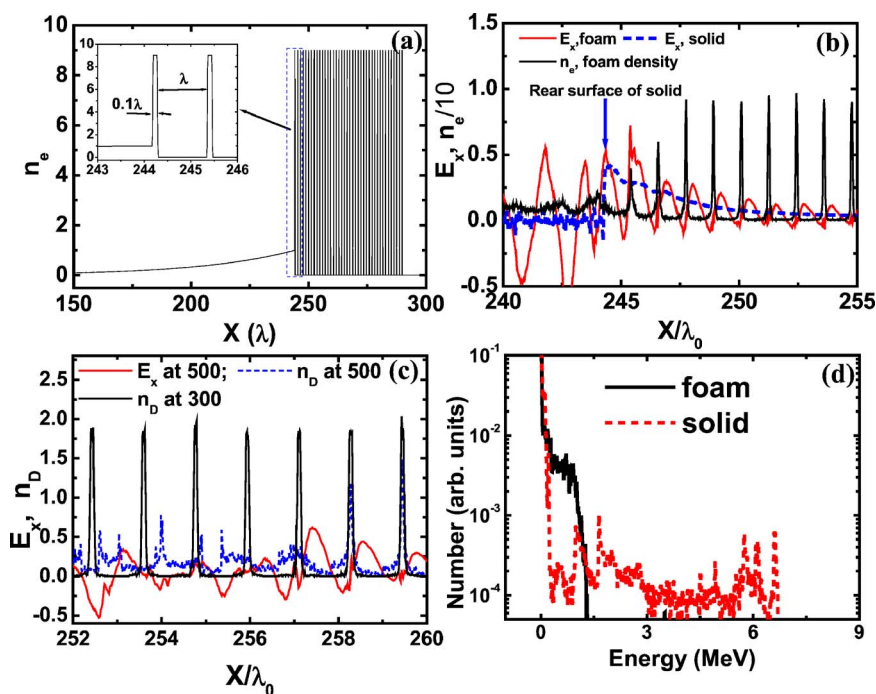 (a)
10
8
6
4
2
0
n_e
10
8
6
4
2
0
λ
0.1λ
243 244 245 246
150 200 250 300
X (λ)
(b)
E_x,foam E_x, solid
n_e, foam density
Rear surface of solid
1.5
1.0
0.5
0.0
-0.5
E_x, n_e/10
240 245 250 255
X/λ_0
(c)
E_x at 500; n_D at 500
n_D at 300
2.5
2.0
1.5
1.0
0.5
0.0
-0.5
E_x, n_D
252 254 256 258 260
X/λ_0
(d)
foam
solid
10^-1
10^-2
10^-3
10^-4
Number (arb. units)
0 3 6 9
Energy (MeV)